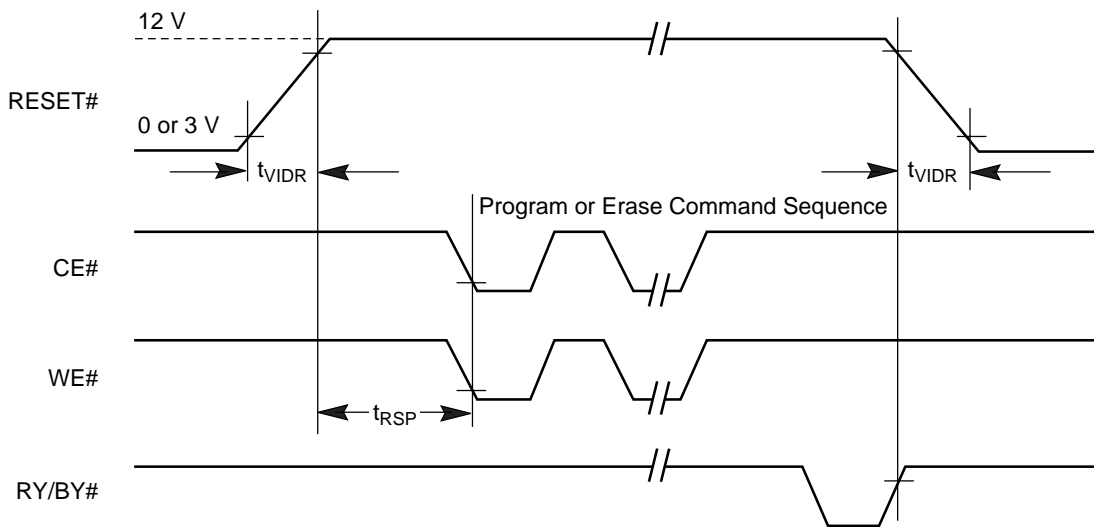 12 V
RESET#
0 or 3 V
tVIDR
tVIDR
Program or Erase Command Sequence
CE#
WE#
tRSP
RY/BY#